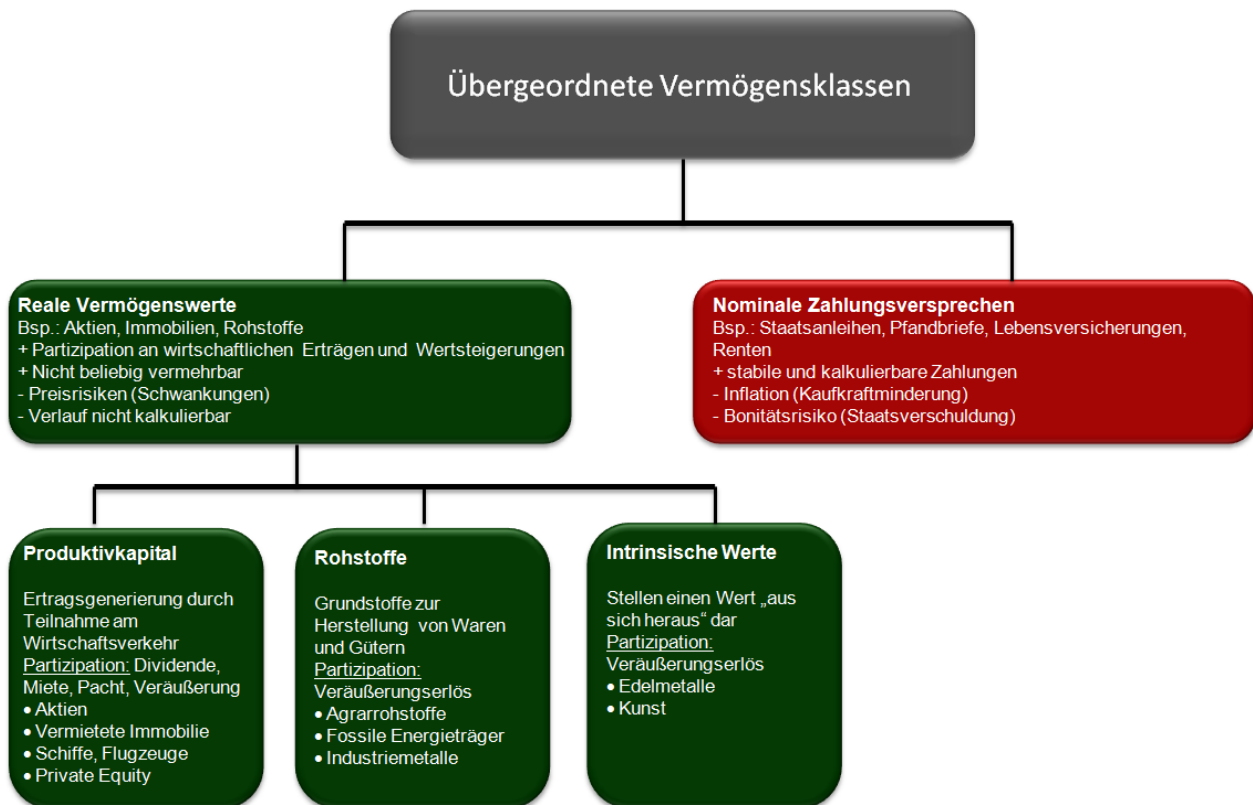 Übergeordnete Vermögensklassen
Reale Vermögenswerte
Bsp.: Aktien, Immobilien, Rohstoffe
+ Partizipation an wirtschaftlichen Erträgen und Wertsteigerungen
+ Nicht beliebig vermehrbar
- Preisrisiken (Schwankungen)
- Verlauf nicht kalkulierbar
Nominale Zahlungsversprechen
Bsp.: Staatsanleihen, Pfandbriefe, Lebensversicherungen,
Renten
+ stabile und kalkulierbare Zahlungen
- Inflation (Kaufkraftminderung)
- Bonitätsrisiko (Staatsverschuldung)
Produktivkapital
Ertragsgenerierung durch
Teilnahme am
Wirtschaftsverkehr
Partizipation: Dividende,
Miete, Pacht, Veräußerung
• Aktien
• Vermietete Immobilie
• Schiffe, Flugzeuge
• Private Equity
Rohstoffe
Grundstoffe zur
Herstellung von Waren
und Gütern
Partizipation:
Veräußerungserlös
• Agrarrohstoffe
• Fossile Energieträger
• Industriemetalle
Intrinsische Werte
Stellen einen Wert „aus
sich heraus“ dar
Partizipation:
Veräußerungserlös
• Edelmetalle
• Kunst